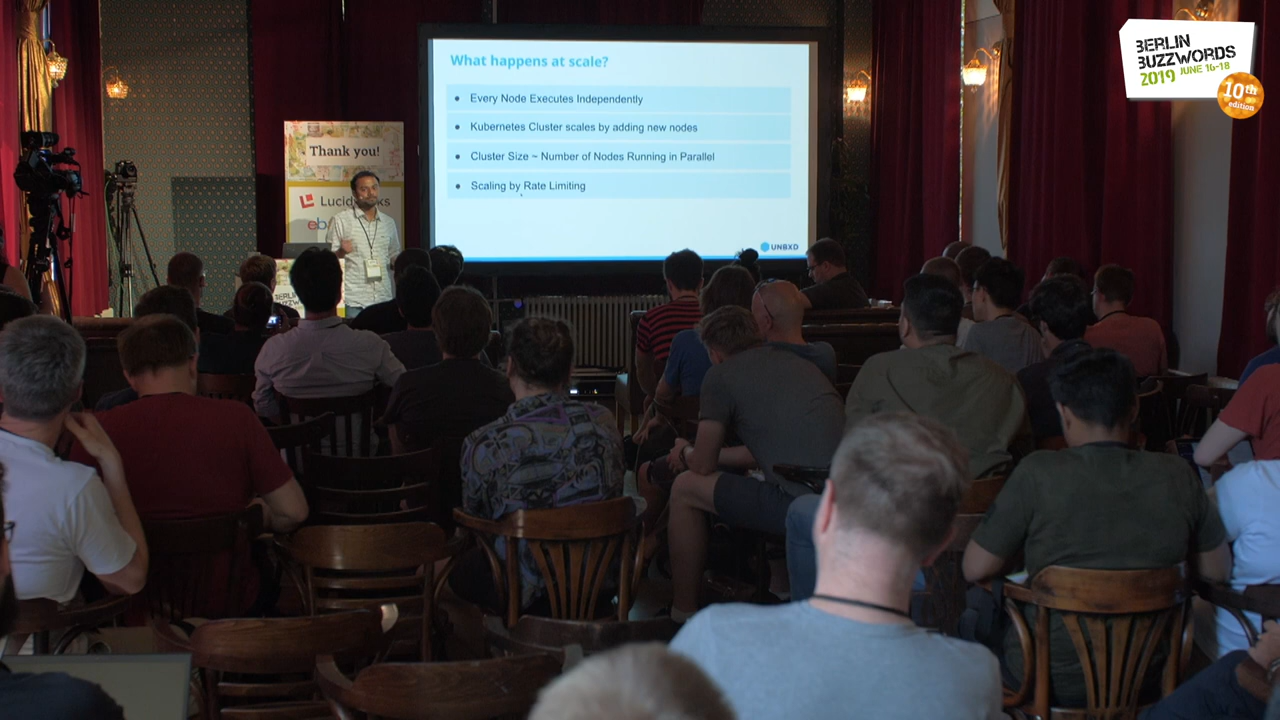 What happens at scale?
• Every Node Executes Independently
• Kubernetes Cluster scales by adding new nodes
• Cluster Size ~ Number of Nodes Running in Parallel
• Scaling by Rate Limiting
UNBXD
Thank you!
BERLIN
BUZZWORDS
2019 JUNE 16-18
10th
edition